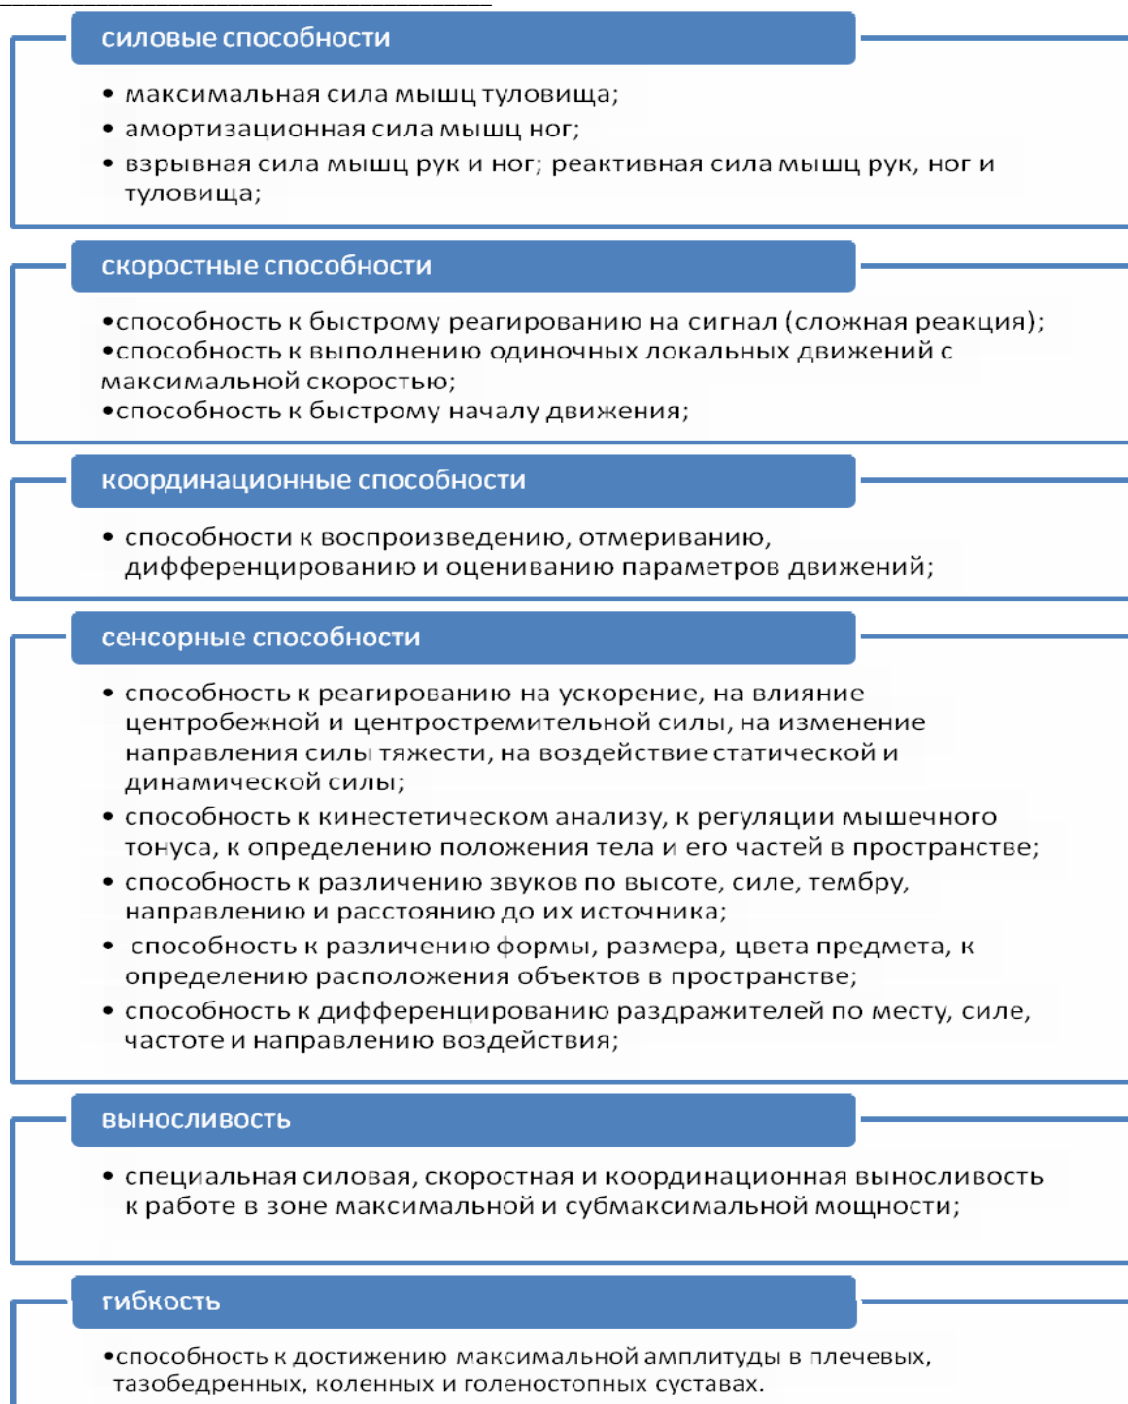 силовые способности
• максимальная сила мышц туловища;
• амортизационная сила мышц ног;
• взрывная сила мышц рук и ног; реактивная сила мышц рук, ног и
туловища;
скоростные способности
•способность к быстрому реагированию на сигнал (сложная реакция);
•способность к выполнению одиночных локальных движений с
максимальной скоростью;
•способность к быстрому началу движения;
координационные способности
• способности к воспроизведению, отмериванию,
дифференцированию и оцениванию параметров движений;
сенсорные способности
• способность к реагированию на ускорение, на влияние
центробежной и центростремительной силы, на изменение
направления силы тяжести, на воздействие статической и
динамической силы;
• способность к кинестетическом анализу, к регуляции мышечного
тонуса, к определению положения тела и его частей в пространстве;
• способность к различению звуков по высоте, силе, тембру,
направлению и расстоянию до их источника;
• способность к различению формы, размера, цвета предмета, к
определению расположения объектов в пространстве;
• способность к дифференцированию раздражителей по месту, силе,
частоте и направлению воздействия;
выносливость
• специальная силовая, скоростная и координационная выносливость
к работе в зоне максимальной и субмаксимальной мощности;
гибкость
•способность к достижению максимальной амплитуды в плечевых,
тазобедренных, коленных и голеностопных суставах.